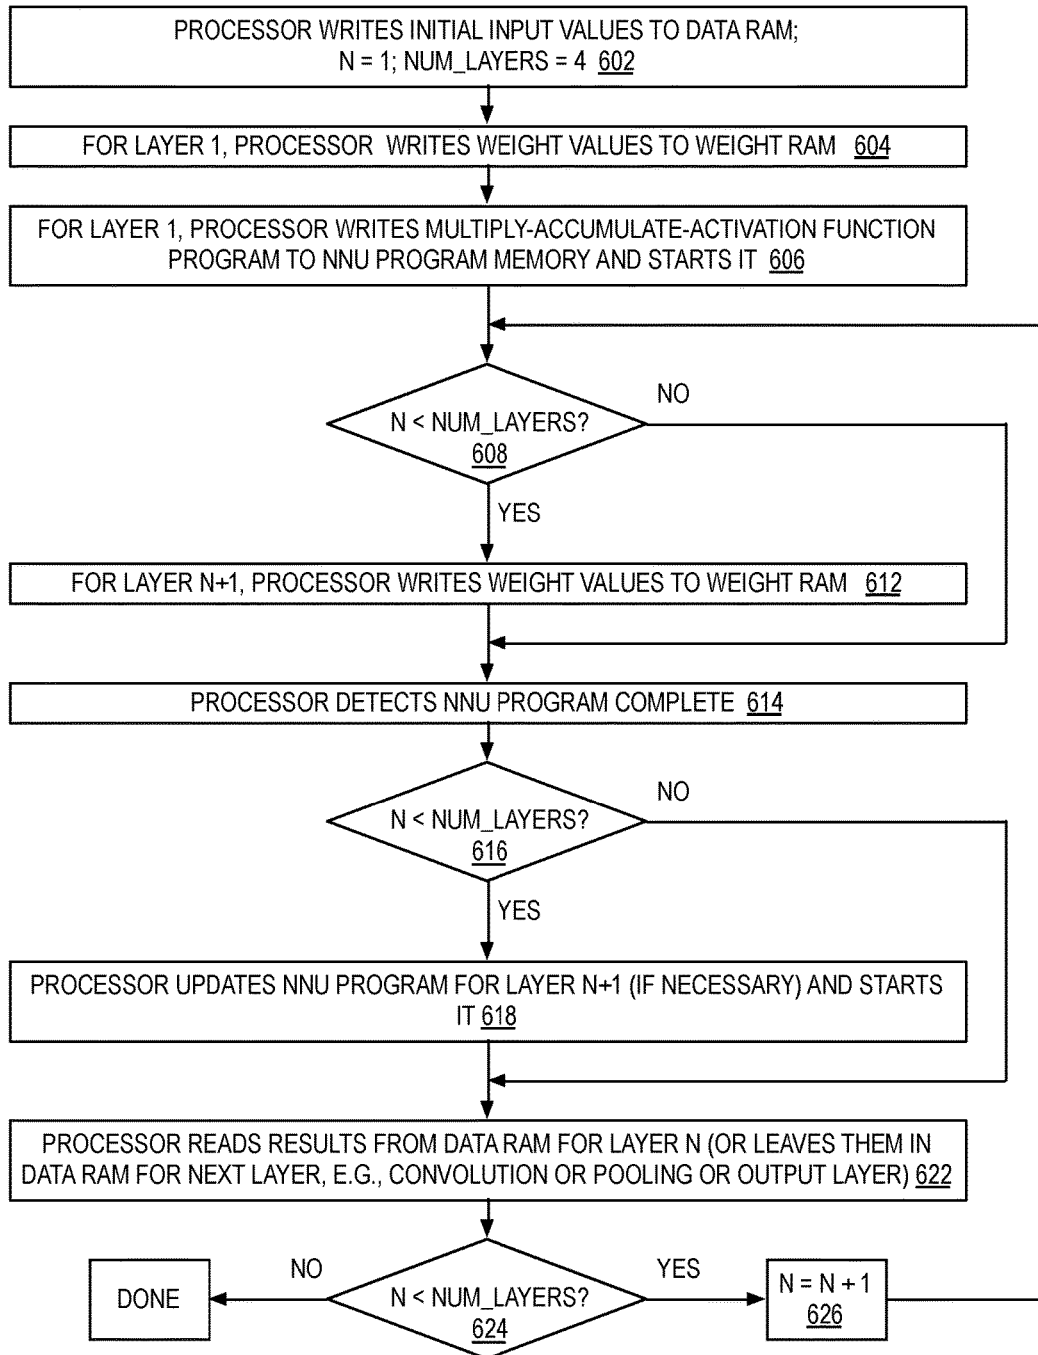 PROCESSOR WRITES INITIAL INPUT VALUES TO DATA RAM;
N = 1; NUM_LAYERS = 4 602
FOR LAYER 1, PROCESSOR WRITES WEIGHT VALUES TO WEIGHT RAM 604
FOR LAYER 1, PROCESSOR WRITES MULTIPLY-ACCUMULATE-ACTIVATION FUNCTION
PROGRAM TO NNU PROGRAM MEMORY AND STARTS IT 606
NO
N < NUM_LAYERS?
608
YES
FOR LAYER N+1, PROCESSOR WRITES WEIGHT VALUES TO WEIGHT RAM 612
PROCESSOR DETECTS NNU PROGRAM COMPLETE 614
NO
N < NUM_LAYERS?
616
YES
PROCESSOR UPDATES NNU PROGRAM FOR LAYER N+1 (IF NECESSARY) AND STARTS
IT 618
PROCESSOR READS RESULTS FROM DATA RAM FOR LAYER N (OR LEAVES THEM IN
DATA RAM FOR NEXT LAYER, E.G., CONVOLUTION OR POOLING OR OUTPUT LAYER) 622
NO
YES
DONE
N < NUM_LAYERS?
624
N = N + 1
626